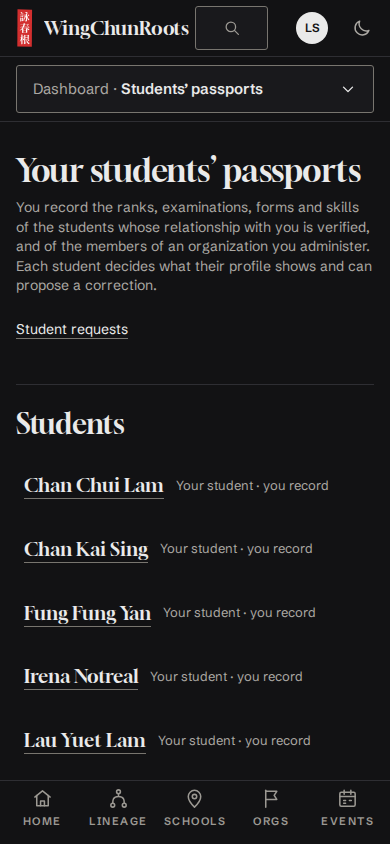 詠春根
WingChunRoots
LS
Dashboard · Students’ passports
Your students’ passports
You record the ranks, examinations, forms and skills
of the students whose relationship with you is verified,
and of the members of an organization you administer.
Each student decides what their profile shows and can
propose a correction.
Student requests
Students
Chan Chui Lam Your student · you record
Chan Kai Sing Your student · you record
Fung Fung Yan Your student · you record
Irena Notreal Your student · you record
Lau Yuet Lam Your student · you record
HOME LINEAGE SCHOOLS ORGS EVENTS